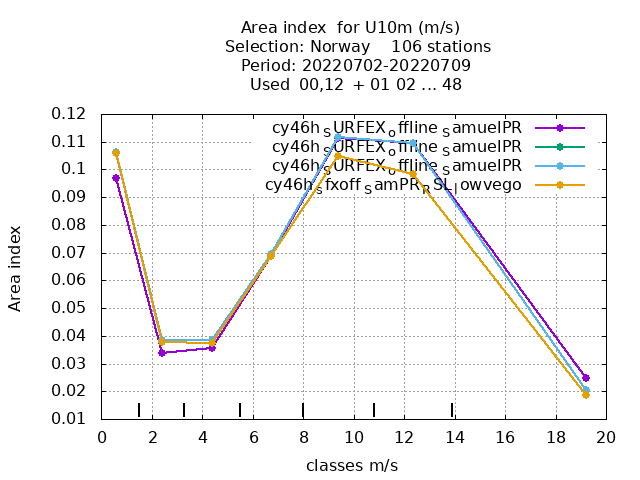 Area index  for U10m (m/s)
Selection: Norway    106 stations
Period: 20220702-20220709
Used  00,12  + 01 02 ... 48
0.12
0.11
0.1
0.09
0.08
0.07
0.06
0.05
0.04
0.03
0.02
0.01
Area index
cy46h_SURFEX_offline_SamuelPR
cy46h_SURFEX_offline_SamuelPR
cy46h_SURFEX_offline_SamuelPR
cy46h_sfxoff_SamPR_RSL_lowvego
0 2 4 6 8 10 12 14 16 18 20
classes m/s